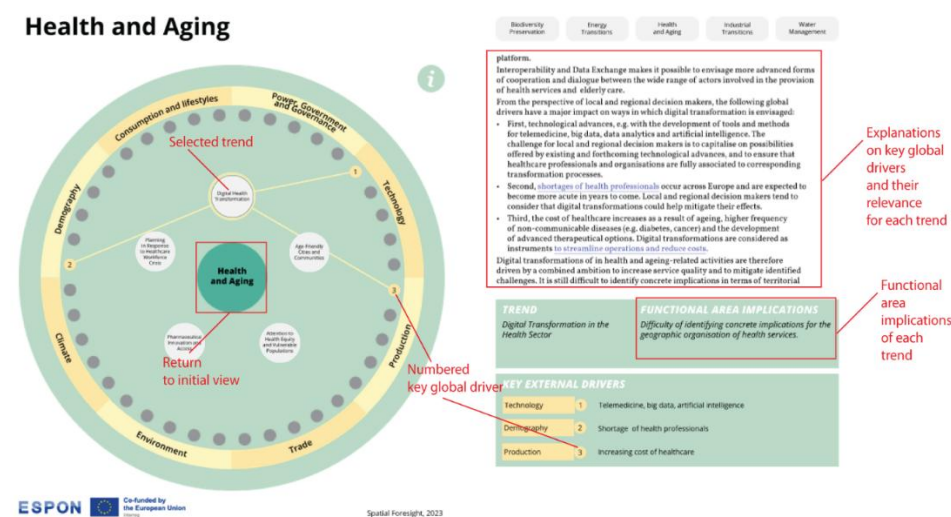 Health and Aging
i
Consumption and lifestyles
Power, Government
and Governance
Technology
Production
Trade
Environment
Climate
Demography
Selected trend
Digital Health
Transformation
1
2
3
Planning
in Response
to Healthcare
Workforce
Crisis
Age-Friendly
Cities and
Communities
Health
and Aging
Pharmaceutical
Innovation and
Access
Attention to
Health Equity
and Vulnerable
Populations
Return
to initial view
Numbered
key global driver
ESPON
Co-funded by
the European Union
Interreg
Spatial Foresight, 2023
Biodiversity
Preservation
Energy
Transitions
Health
and Aging
Industrial
Transitions
Water
Management
platform.
Interoperability and Data Exchange makes it possible to envisage more advanced forms
of cooperation and dialogue between the wide range of actors involved in the provision
of health services and elderly care.
From the perspective of local and regional decision makers, the following global
drivers have a major impact on ways in which digital transformation is envisaged:
• First, technological advances, e.g. with the development of tools and methods
for telemedicine, big data, data analytics and artificial intelligence. The
challenge for local and regional decision makers is to capitalise on possibilities
offered by existing and forthcoming technological advances, and to ensure that
healthcare professionals and organisations are fully associated to corresponding
transformation processes.
• Second, shortages of health professionals occur across Europe and are expected to
become more acute in years to come. Local and regional decision makers tend to
consider that digital transformations could help mitigate their effects.
• Third, the cost of healthcare increases as a result of ageing, higher frequency
of non-communicable diseases (e.g. diabetes, cancer) and the development
of advanced therapeutical options. Digital transformations are considered as
instruments to streamline operations and reduce costs.
Digital transformations of in health and ageing-related activities are therefore
driven by a combined ambition to increase service quality and to mitigate identified
challenges. It is still difficult to identify concrete implications in terms of territorial
Explanations
on key global
drivers
and their
relevance
for each trend
TREND
Digital Transformation in the
Health Sector
FUNCTIONAL AREA IMPLICATIONS
Difficulty of identifying concrete implications for the
geographic organisation of health services.
Functional
area
implications
of each
trend
KEY EXTERNAL DRIVERS
Technology 1 Telemedicine, big data, artificial intelligence
Demography 2 Shortage of health professionals
Production 3 Increasing cost of healthcare